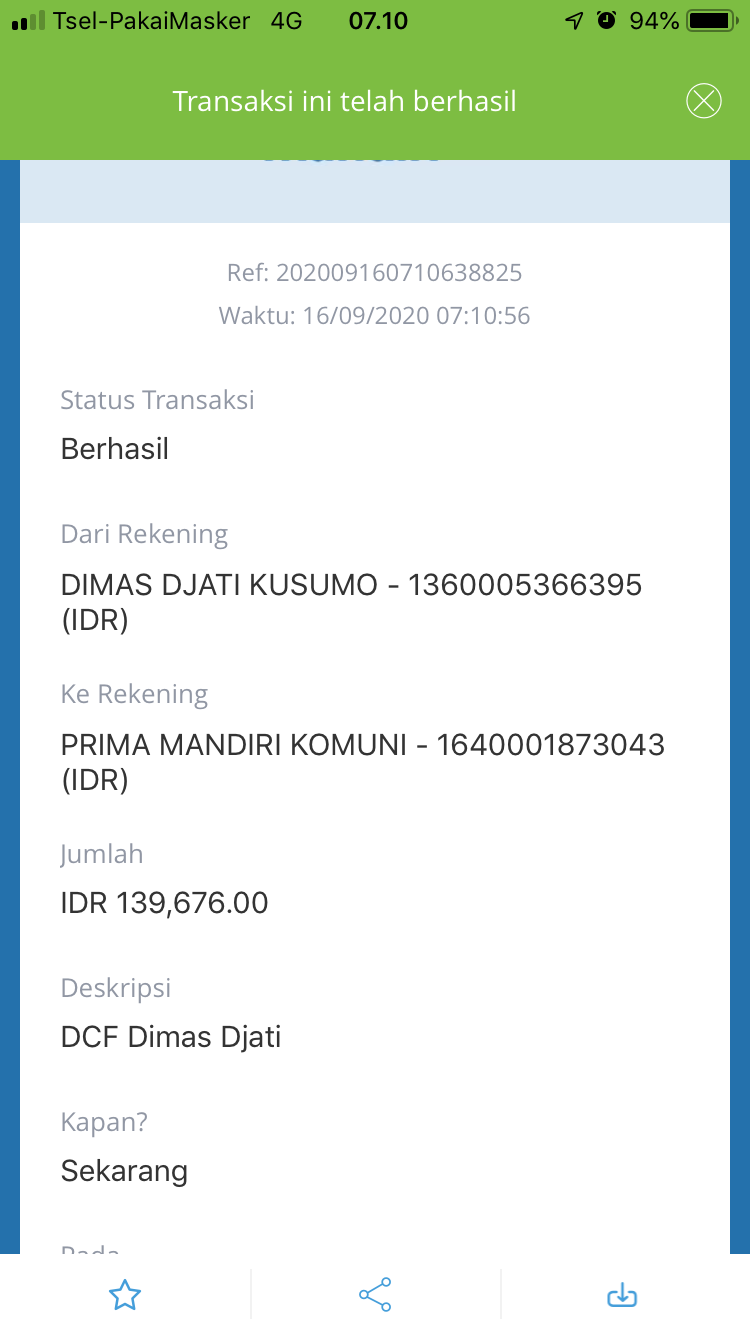 Tsel-PakaiMasker 4G 07.10 94%
Transaksi ini telah berhasil
Ref: 202009160710638825
Waktu: 16/09/2020 07:10:56
Status Transaksi
Berhasil
Dari Rekening
DIMAS DJATI KUSUMO - 1360005366395
(IDR)
Ke Rekening
PRIMA MANDIRI KOMUNI - 1640001873043
(IDR)
Jumlah
IDR 139,676.00
Deskripsi
DCF Dimas Djati
Kapan?
Sekarang